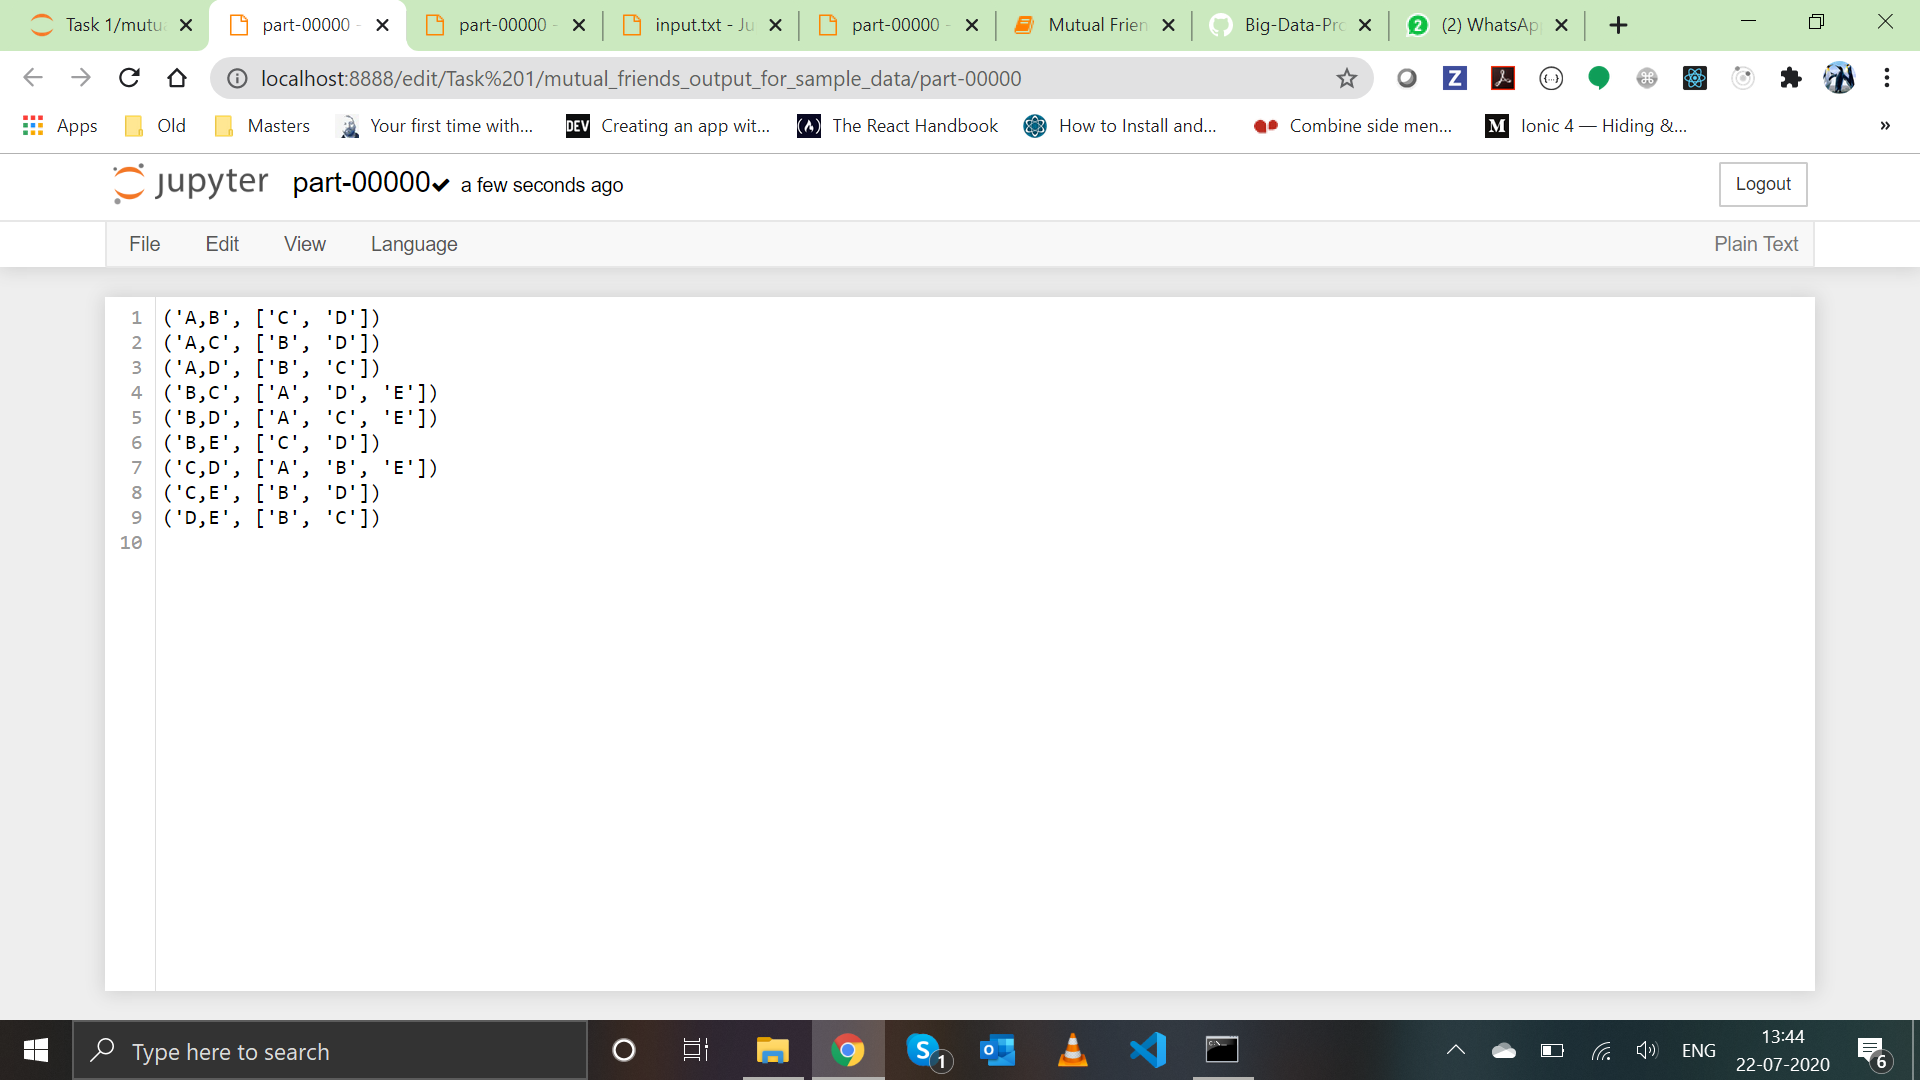 Task 1/mutu
part-00000 -
part-00000 -
input.txt - Ju
part-00000 -
Mutual Frien
Big-Data-Pro
(2) WhatsAp
localhost:8888/edit/Task%201/mutual_friends_output_for_sample_data/part-00000
Apps
Old
Masters
Your first time with...
DEV
Creating an app wit...
The React Handbook
How to Install and...
Combine side men...
M
Ionic 4 — Hiding &...
»
jupyter part-00000 a few seconds ago
Logout
File Edit View Language
Plain Text
1 ('A,B', ['C', 'D'])
2 ('A,C', ['B', 'D'])
3 ('A,D', ['B', 'C'])
4 ('B,C', ['A', 'D', 'E'])
5 ('B,D', ['A', 'C', 'E'])
6 ('B,E', ['C', 'D'])
7 ('C,D', ['A', 'B', 'E'])
8 ('C,E', ['B', 'D'])
9 ('D,E', ['B', 'C'])
10
Type here to search
1
ENG
13:44
22-07-2020
6